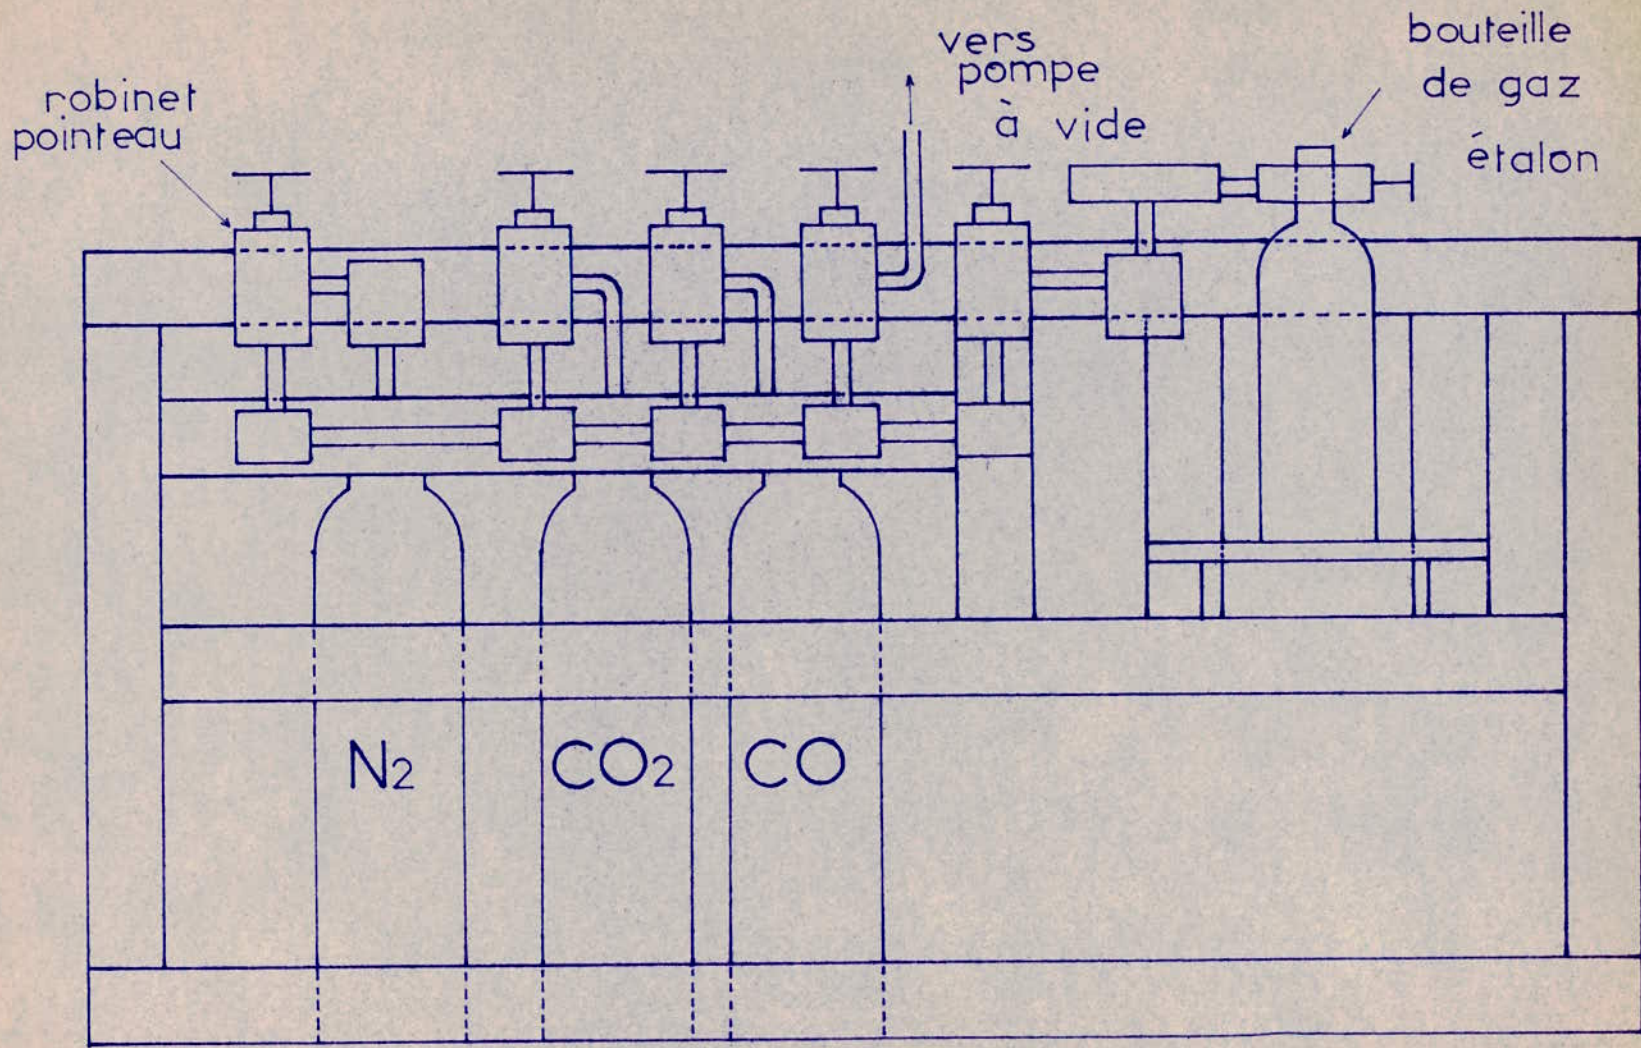 robinet
pointeau
vers
pompe
à vide
bouteille
de gaz
étalon
N2
CO2
CO